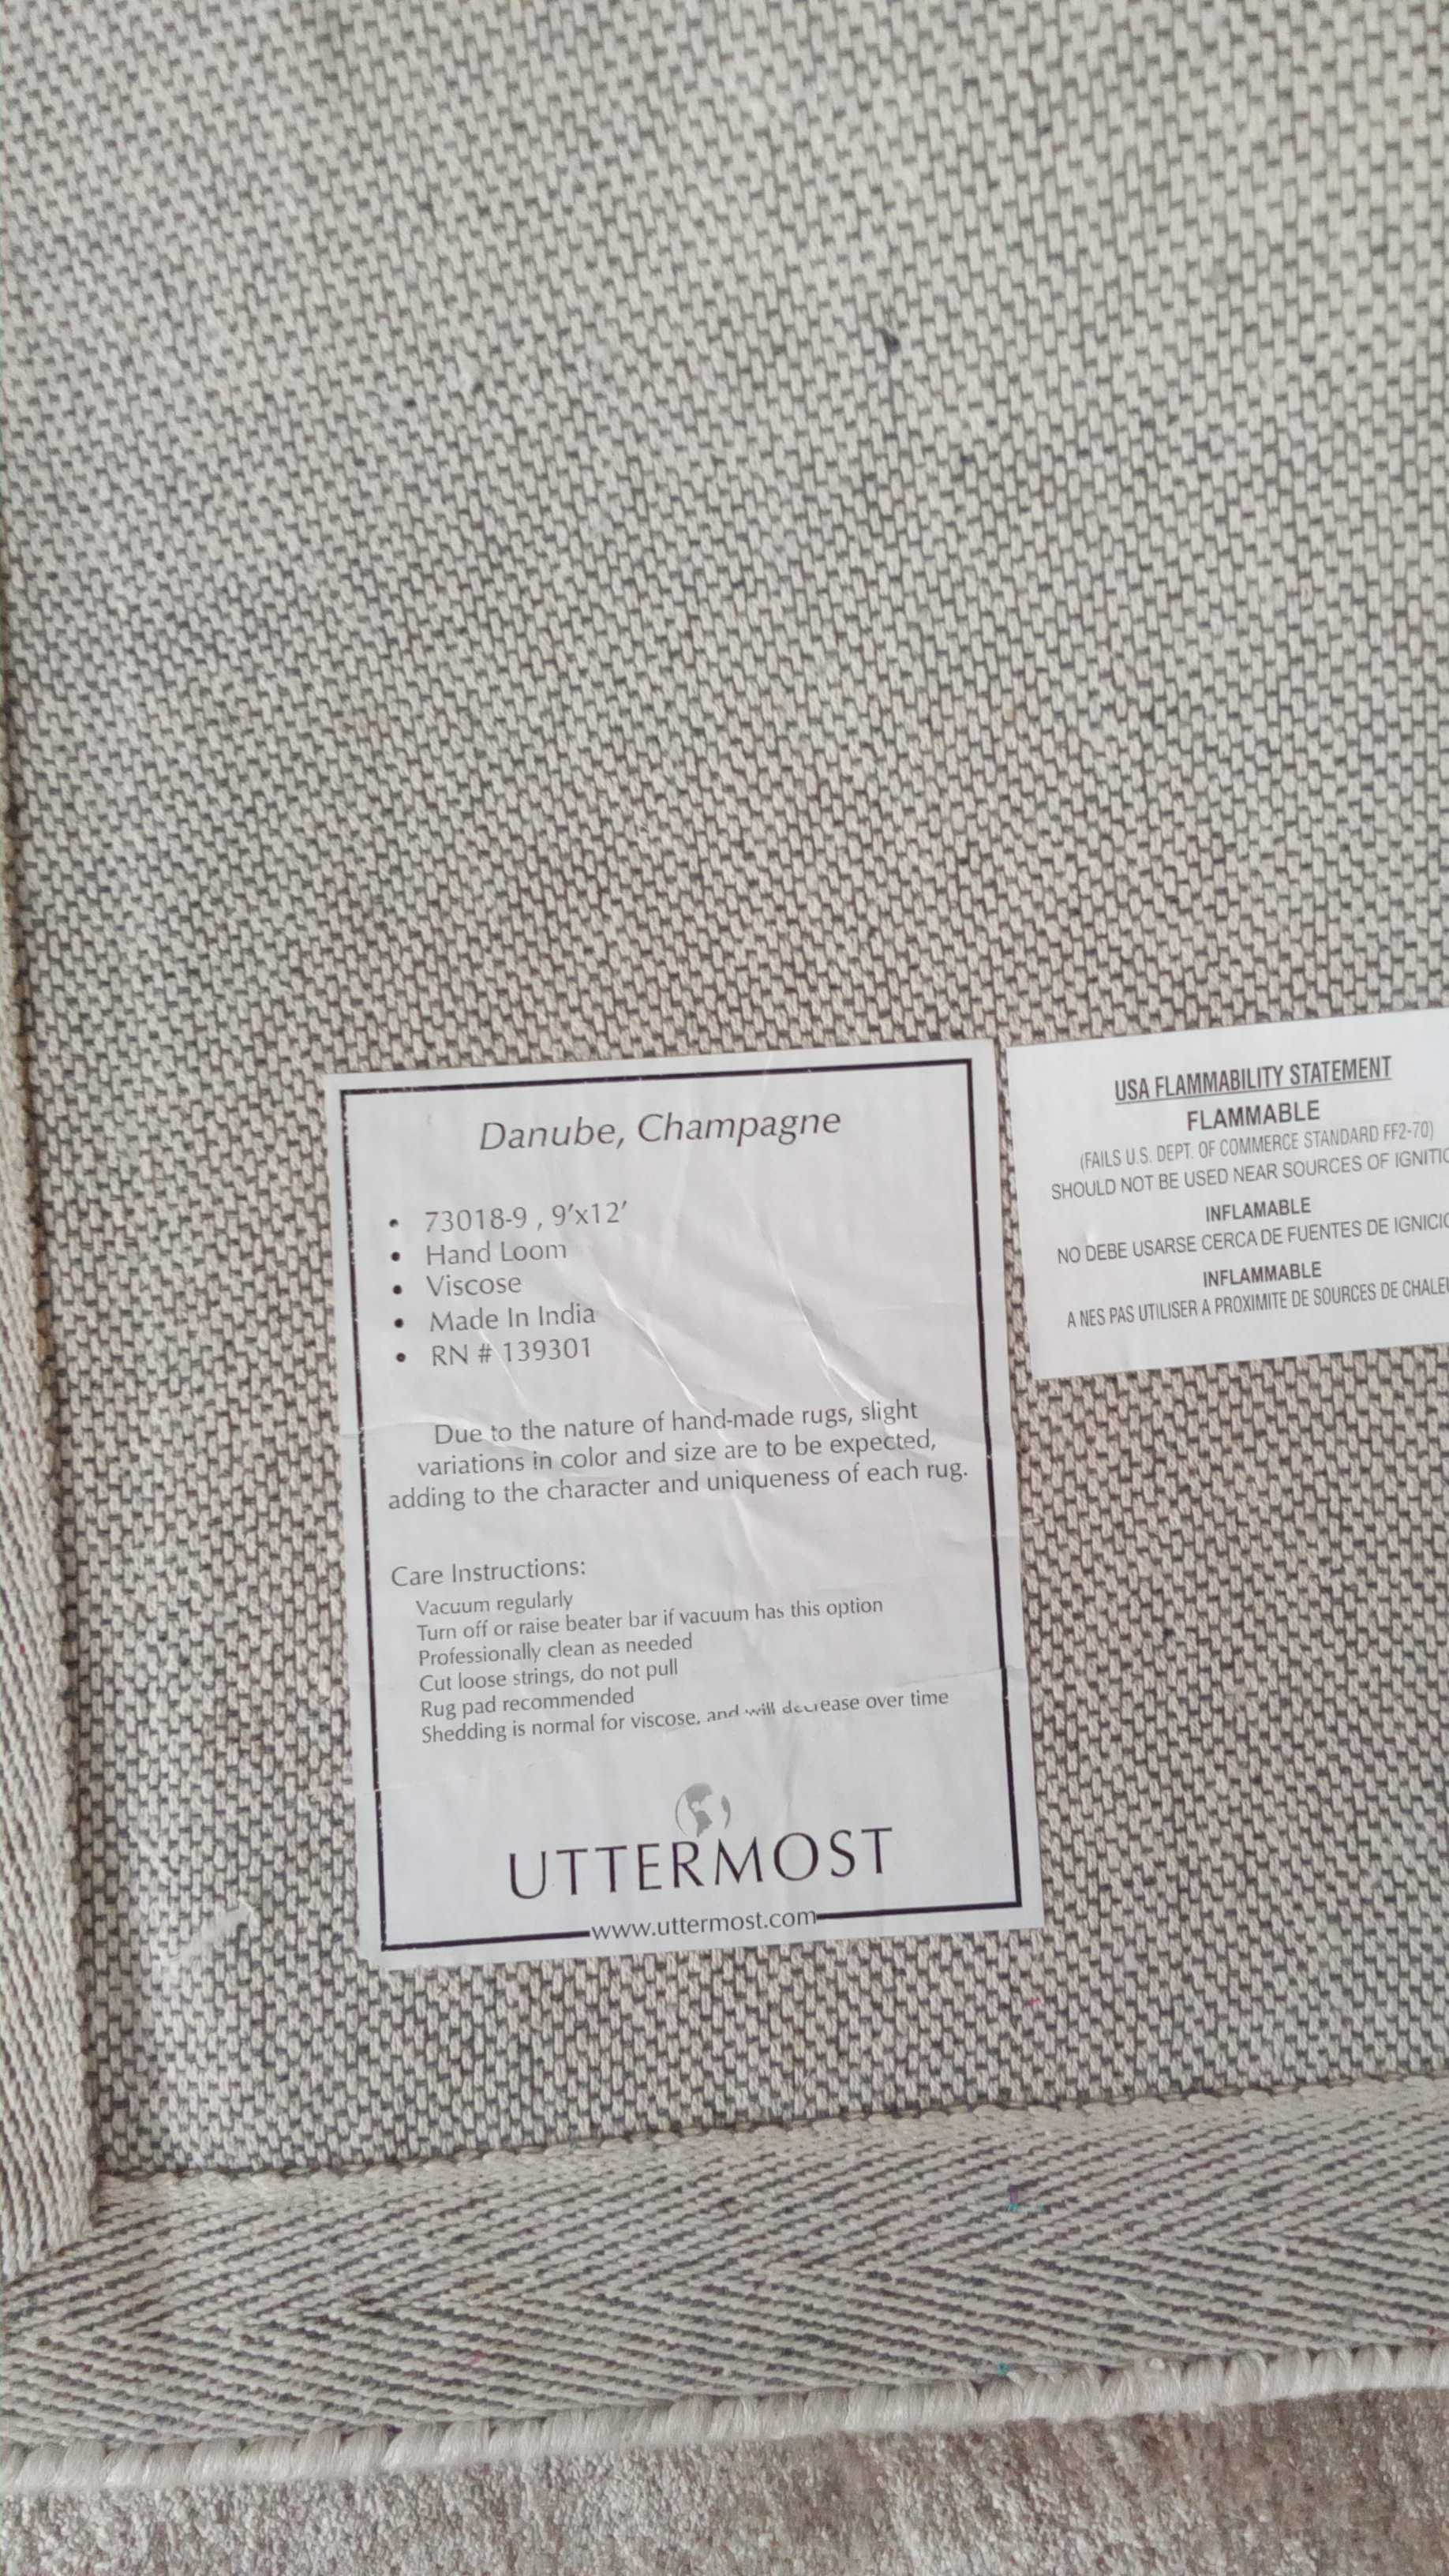 Danube, Champagne
• 73018-9 , 9'x12'
• Hand Loom
• Viscose
• Made In India
• RN # 139301
Due to the nature of hand-made rugs, slight
variations in color and size are to be expected,
adding to the character and uniqueness of each rug.
Care Instructions:
Vacuum regularly
Turn off or raise beater bar if vacuum has this option
Professionally clean as needed
Cut loose strings, do not pull
Rug pad recommended
Shedding is normal for viscose, and will decrease over time
UTTERMOST
www.uttermost.com
USA FLAMMABILITY STATEMENT
FLAMMABLE
(FAILS U.S. DEPT. OF COMMERCE STANDARD FF2-70)
SHOULD NOT BE USED NEAR SOURCES OF
INFLAMABLE
NO DEBE USARSE CERCA DE FUENTES DE
INFLAMMABLE
A NES PAS UTILISER A PROXIMITE DE SOURCES DE